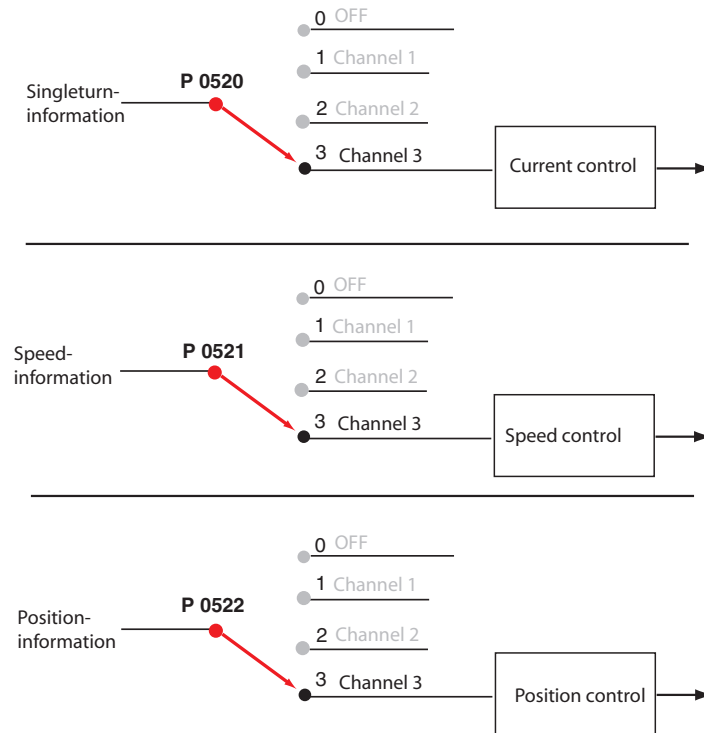 0 OFF
1 Channel 1
P 0520
Singleturn-
information
2 Channel 2
3 Channel 3
Current control
0 OFF
1 Channel 1
P 0521
Speed-
information
2 Channel 2
3 Channel 3
Speed control
0 OFF
1 Channel 1
P 0522
Position-
information
2 Channel 2
3 Channel 3
Position control